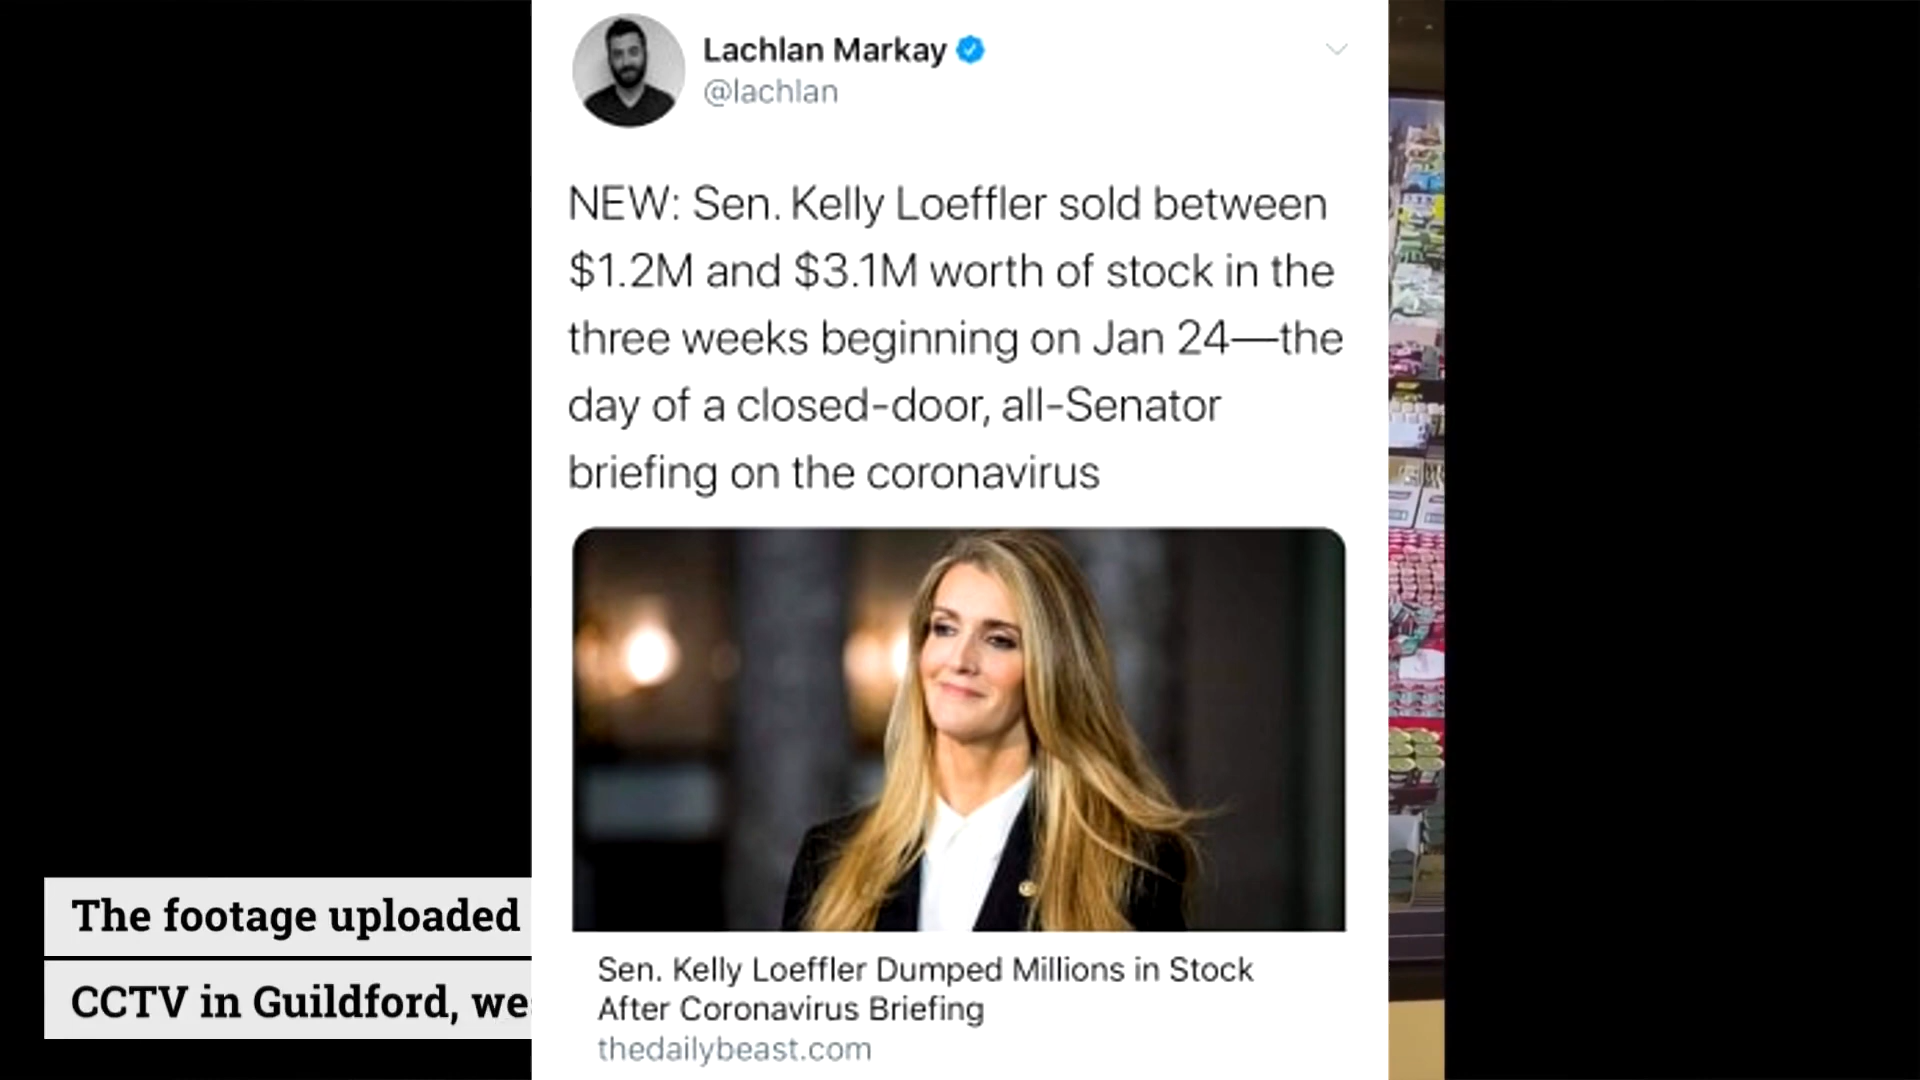 Lachlan Markay
@lachlan
NEW: Sen. Kelly Loeffler sold between
$1.2M and $3.1M worth of stock in the
three weeks beginning on Jan 24—the
day of a closed-door, all-Senator
briefing on the coronavirus
Sen. Kelly Loeffler Dumped Millions in Stock
After Coronavirus Briefing
thedailybeast.com
The footage uploaded
CCTV in Guildford, we